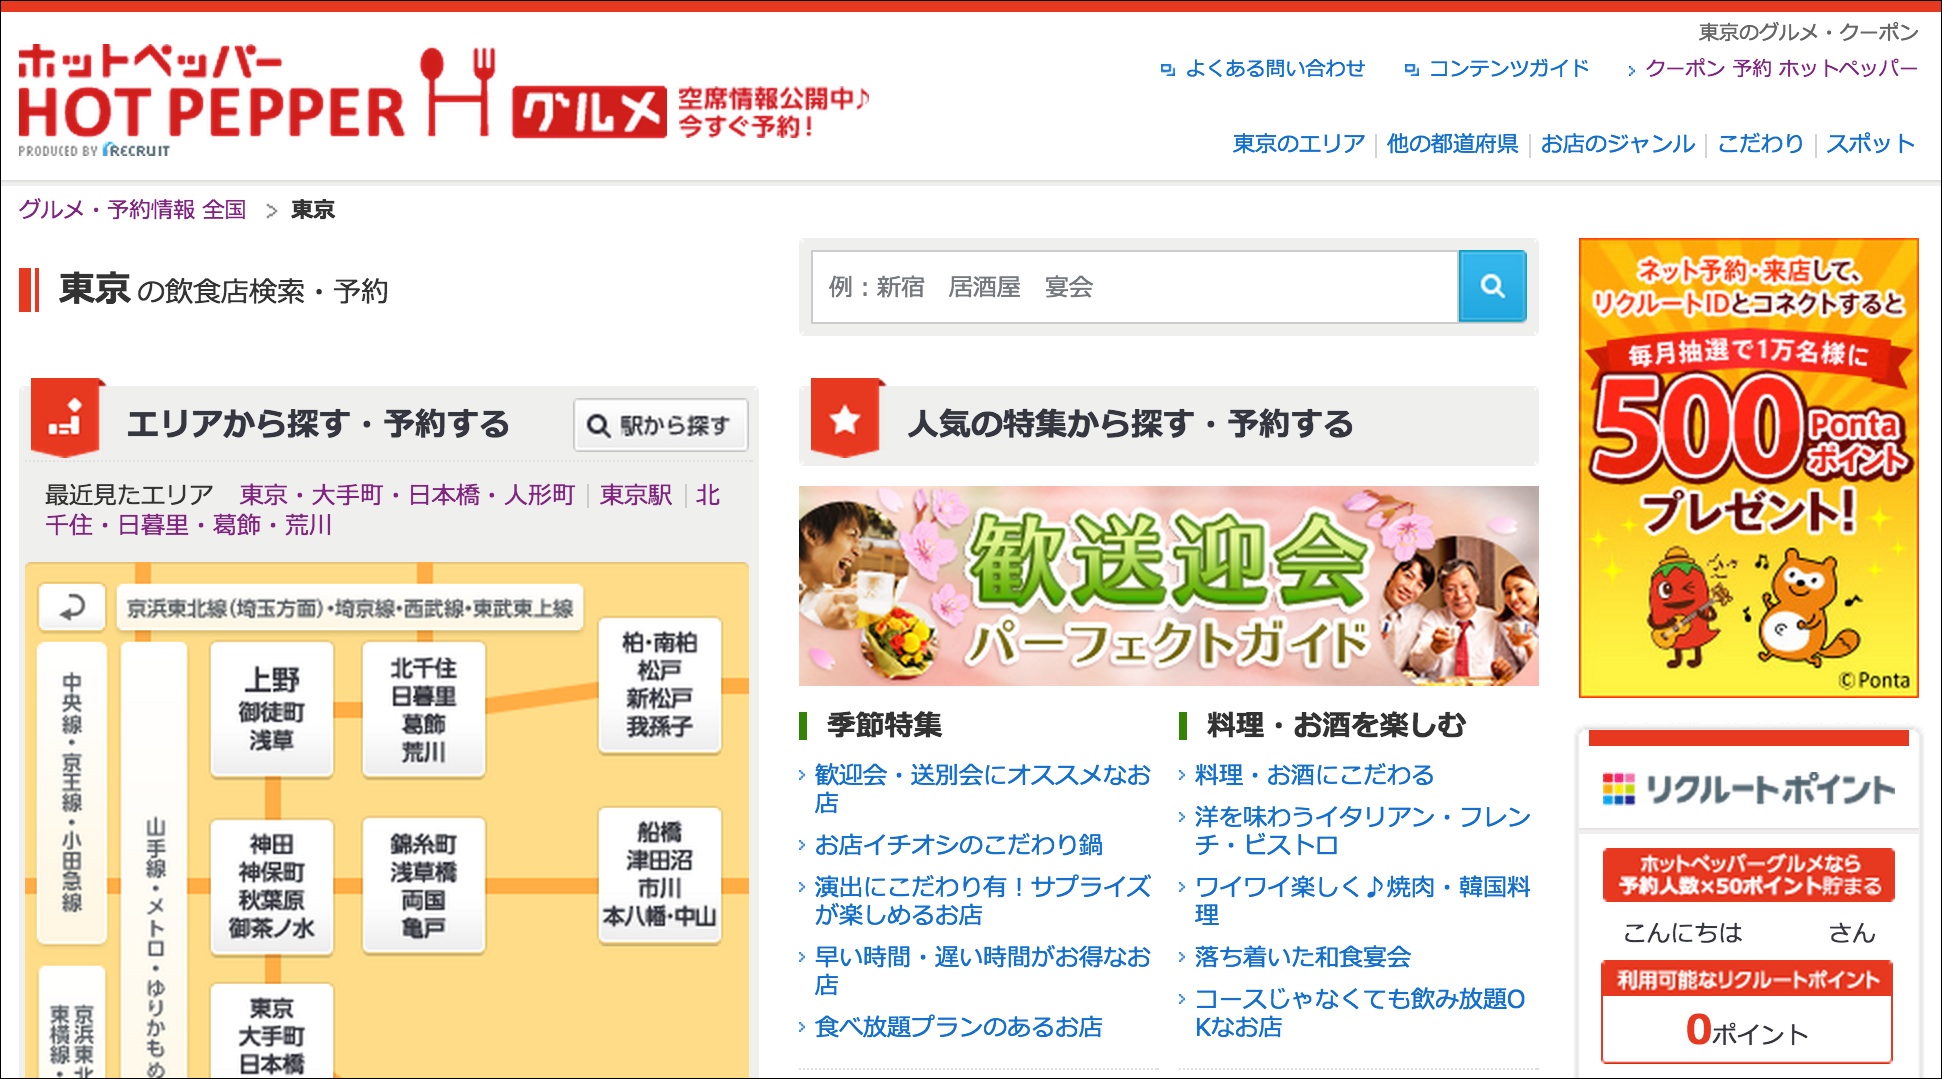 東京のグルメ・クーポン
ホットペッパー
HOT PEPPER
グルメ
空席情報公開中♪
今すぐ予約！
PRODUCED BY RECRUIT
よくある問い合わせ
コンテンツガイド
クーポン 予約 ホットペッパー
東京のエリア | 他の都道府県 | お店のジャンル | こだわり | スポット
グルメ・予約情報 全国 > 東京
東京 の飲食店検索・予約
例：新宿　居酒屋　宴会
エリアから探す・予約する
駅から探す
最近見たエリア　東京・大手町・日本橋・人形町 | 東京駅 | 北
千住・日暮里・葛飾・荒川
京浜東北線(埼玉方面)・埼京線・西武線・東武東上線
中央線・京王線・小田急線
山手線・メトロ・ゆりかもめ
京浜東北
東横線・
上野
御徒町
浅草
北千住
日暮里
葛飾
荒川
柏・南柏
松戸
新松戸
我孫子
神田
神保町
秋葉原
御茶ノ水
錦糸町
浅草橋
両国
亀戸
船橋
津田沼
市川
本八幡・中山
東京
大手町
日本橋
人気の特集から探す・予約する
歓送迎会
パーフェクトガイド
季節特集
歓迎会・送別会にオススメなお
店
お店イチオシのこだわり鍋
演出にこだわり有！サプライズ
が楽しめるお店
早い時間・遅い時間がお得なお
店
食べ放題プランのあるお店
料理・お酒を楽しむ
料理・お酒にこだわる
洋を味わうイタリアン・フレン
チ・ビストロ
ワイワイ楽しく♪焼肉・韓国料
理
落ち着いた和食宴会
コースじゃなくても飲み放題O
Kなお店
ネット予約・来店して、
リクルートIDとコネクトすると
毎月抽選で1万名様に
500 Ponta
ポイント
プレゼント！
©Ponta
リクルートポイント
ホットペッパーグルメなら
予約人数×50ポイント貯まる
こんにちは　　　さん
利用可能なリクルートポイント
0ポイント